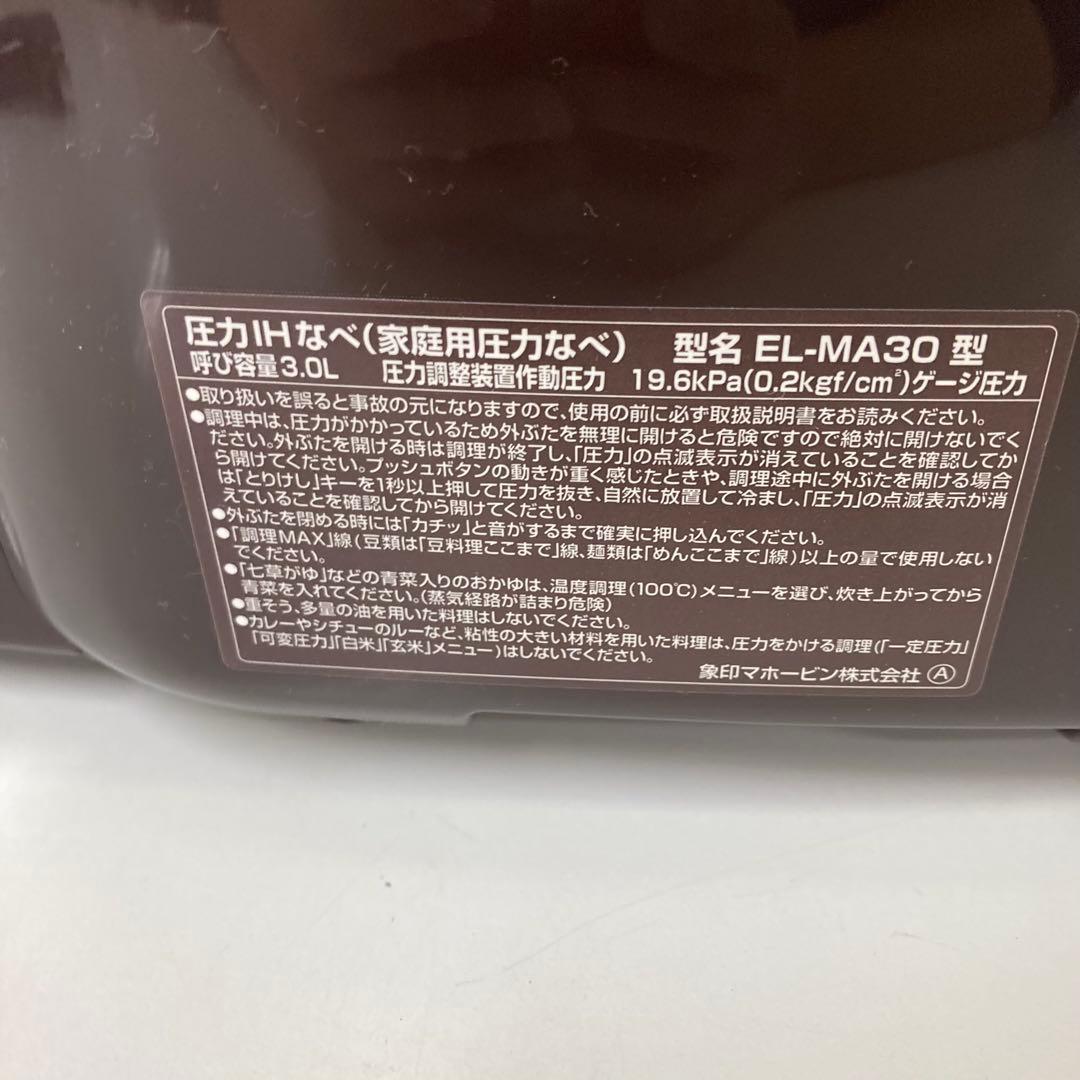 圧力IHなべ(家庭用圧力なべ) 型名 EL-MA30 型
呼び容量3.0L 圧力調整装置作動圧力 19.6kPa(0.2kgf/cm²)ゲージ圧力
●取り扱いを誤ると事故の元になりますので、使用の前に必ず取扱説明書をお読みください。
●調理中は、圧力がかかっているため外ぶたを無理に開けると危険ですので絶対に開けないでく
ださい。外ぶたを開ける時は調理が終了し、「圧力」の点滅表示が消えていることを確認してか
ら開けてください。プッシュボタンの動きが重く感じたときや、調理途中に外ぶたを開ける場合
は「とりけし」キーを1秒以上押して圧力を抜き、自然に放置して冷まし、「圧力」の点滅表示が消
えていることを確認してから開けてください。
●外ぶたを閉める時には「カチッ」と音がするまで確実に押し込んでください。
●「調理MAX」線(豆類は「豆料理ここまで」線、麺類は「めんここまで」線)以上の量で使用しない
でください。
●「七草がゆ」などの青菜入りのおかゆは、温度調理(100℃)メニューを選び、炊き上がってから
青菜を入れてください。(蒸気経路が詰まり危険)
●重そう、多量の油を用いた料理はしないでください。
●カレーやシチューのルーなど、粘性の大きい材料を用いた料理は、圧力をかける調理(「一定圧力」
「可変圧力」「白米」「玄米」メニュー)はしないでください。
象印マホービン株式会社 Ⓐ